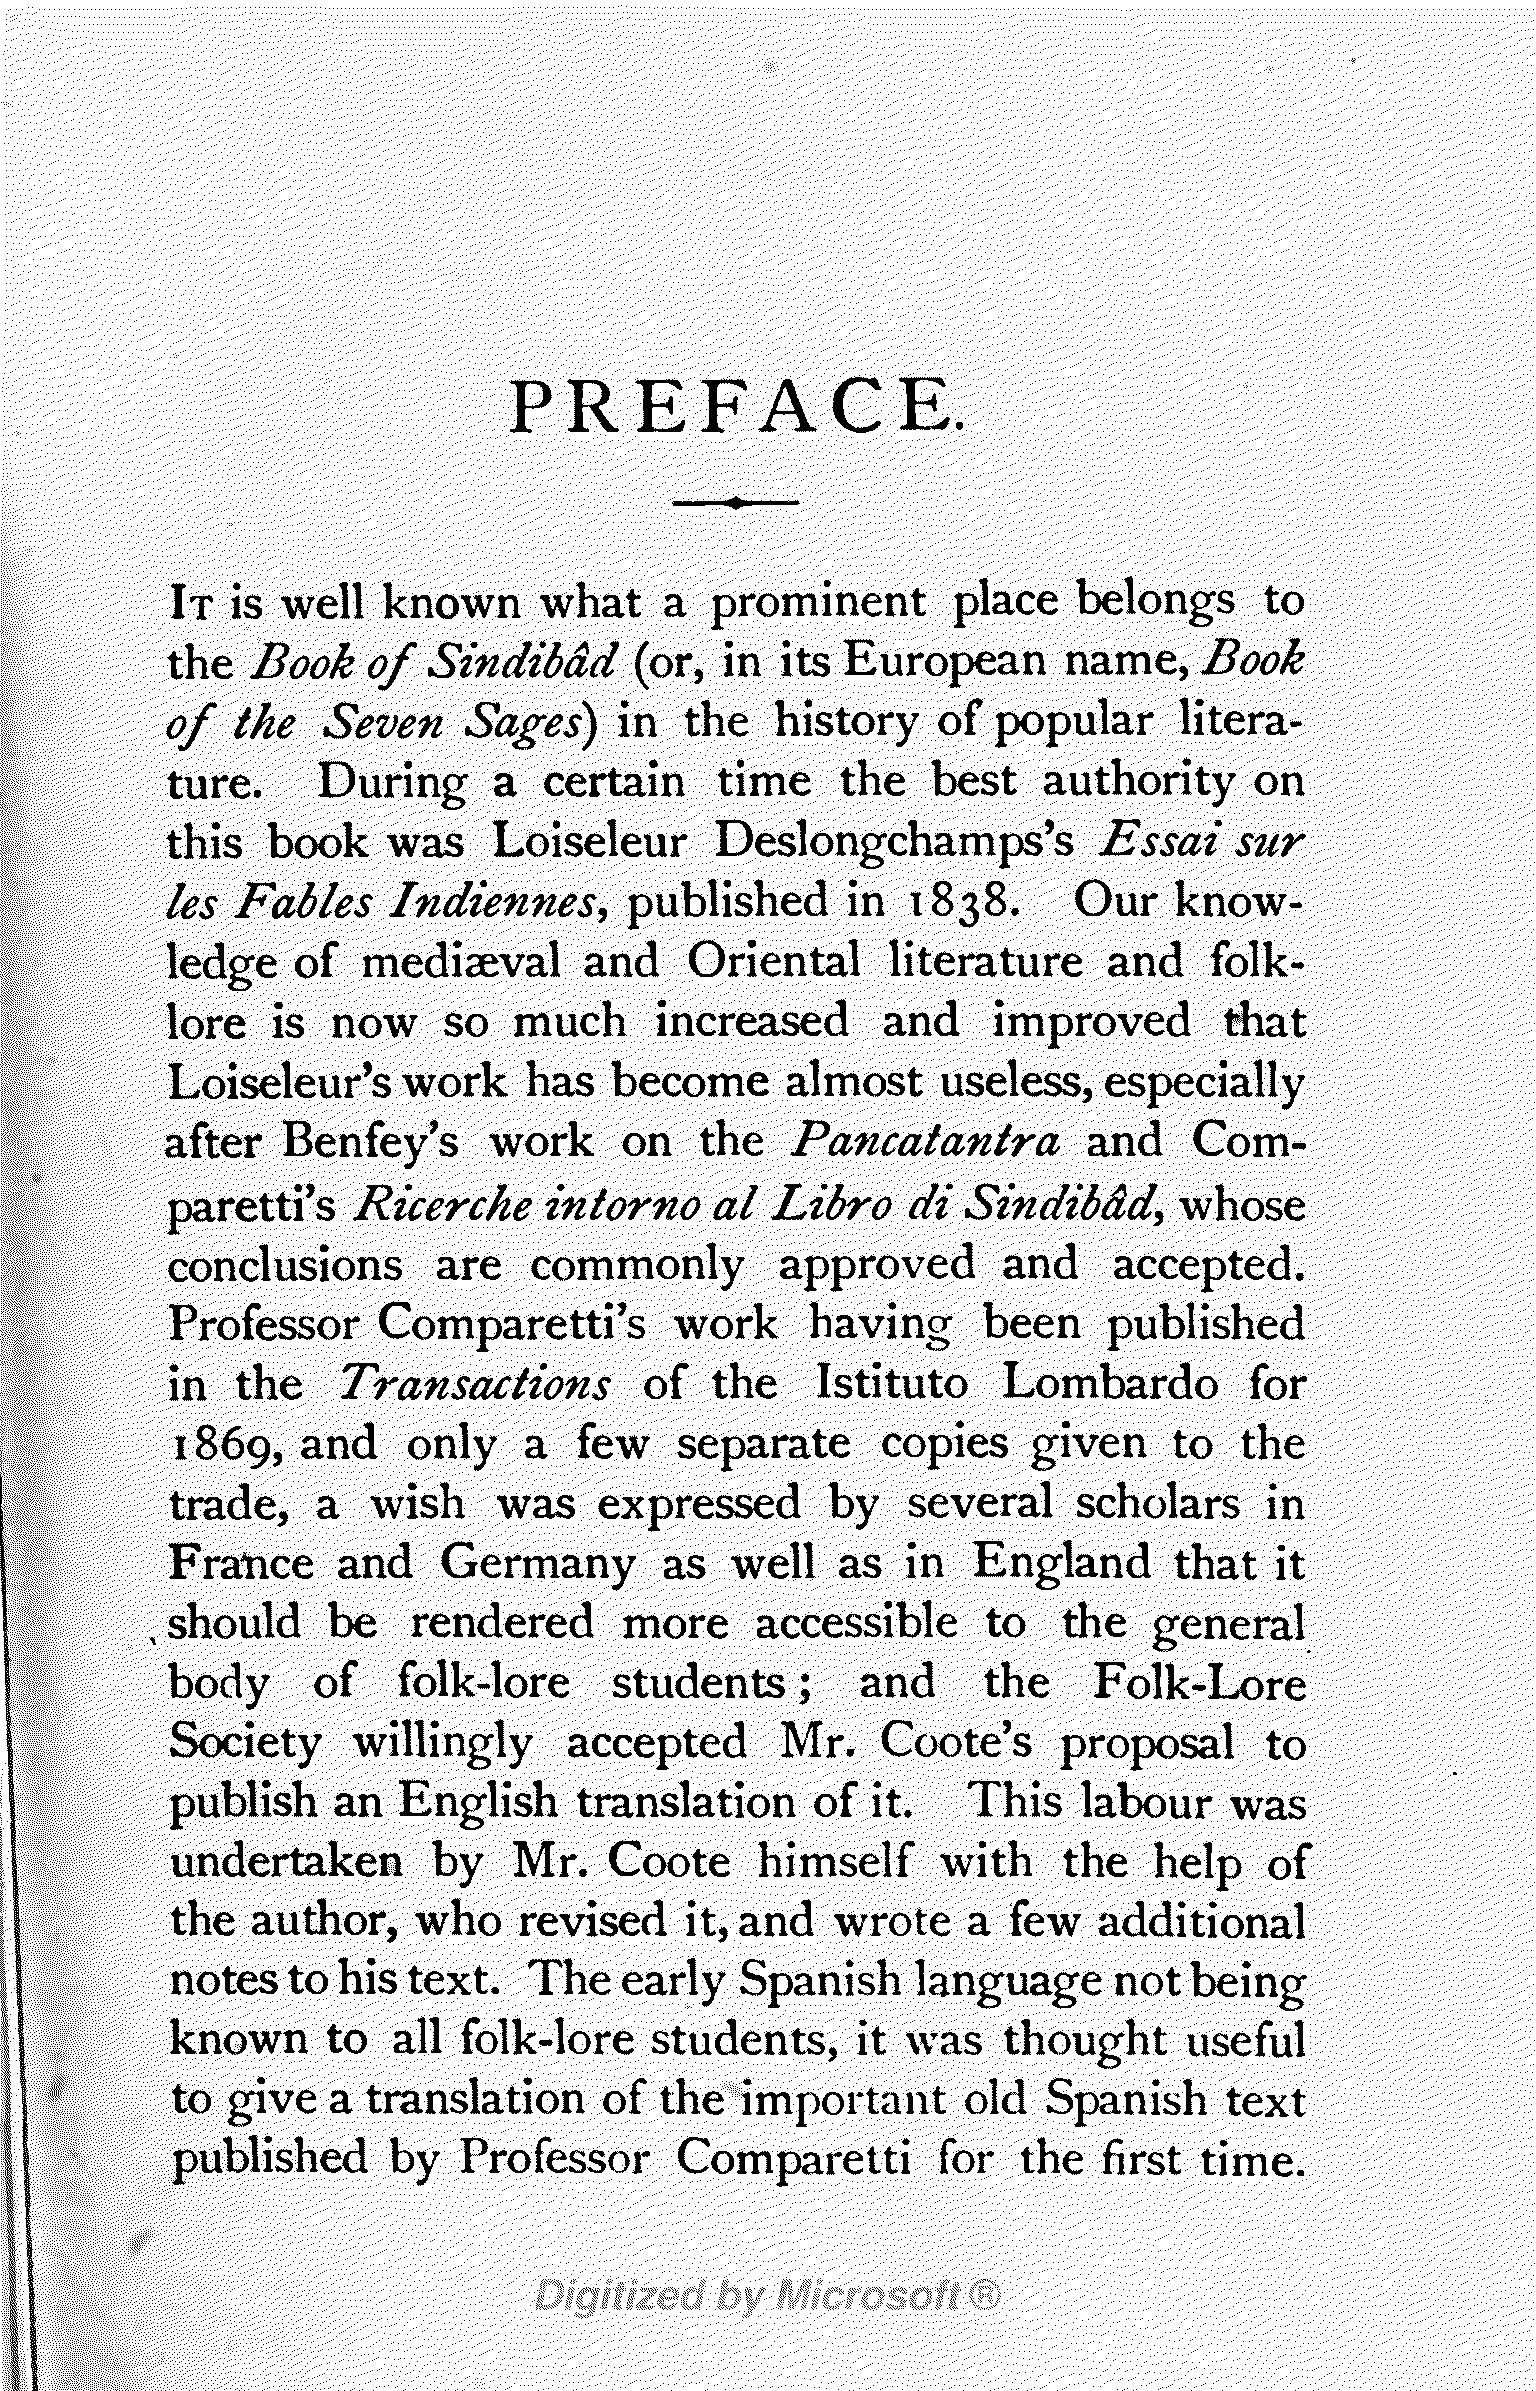 PREFACE.
IT is well known what a prominent place belongs to
the Book of Sindibâd (or, in its European name, Book
of the Seven Sages) in the history of popular litera-
ture. During a certain time the best authority on
this book was Loiseleur Deslongchamps's Essai sur
les Fables Indiennes, published in 1838. Our know-
ledge of mediæval and Oriental literature and folk-
lore is now so much increased and improved that
Loiseleur's work has become almost useless, especially
after Benfey's work on the Pancatantra and Com-
paretti's Ricerche intorno al Libro di Sindibâd, whose
conclusions are commonly approved and accepted.
Professor Comparetti's work having been published
in the Transactions of the Istituto Lombardo for
1869, and only a few separate copies given to the
trade, a wish was expressed by several scholars in
France and Germany as well as in England that it
should be rendered more accessible to the general
body of folk-lore students; and the Folk-Lore
Society willingly accepted Mr. Coote's proposal to
publish an English translation of it. This labour was
undertaken by Mr. Coote himself with the help of
the author, who revised it, and wrote a few additional
notes to his text. The early Spanish language not being
known to all folk-lore students, it was thought useful
to give a translation of the important old Spanish text
published by Professor Comparetti for the first time.
Digitized by Microsoft ®